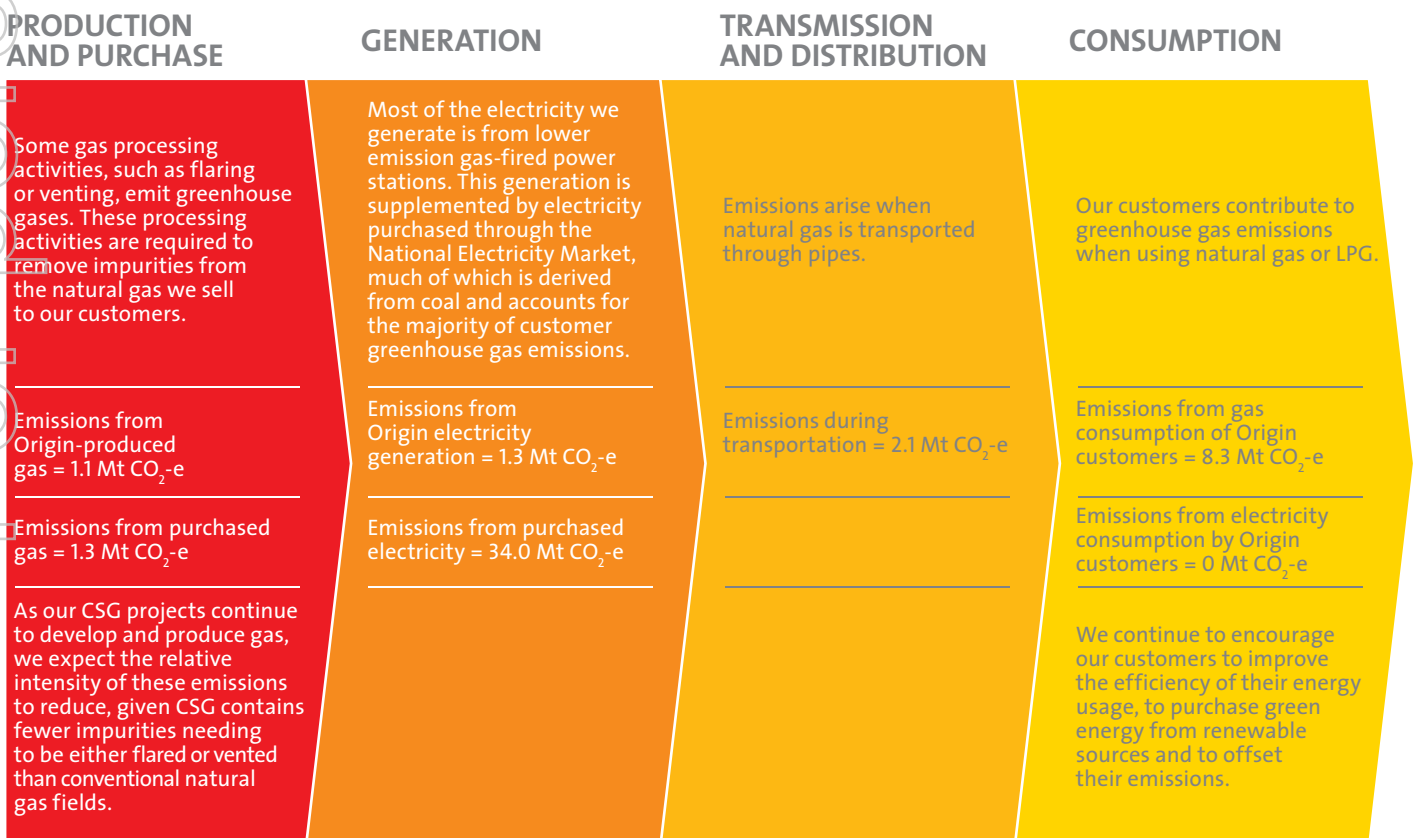 PRODUCTION
AND PURCHASE
Some gas processing
activities, such as flaring
or venting, emit greenhouse
gases. These processing
activities are required to
remove impurities from
the natural gas we sell
to our customers.
Emissions from
Origin-produced
gas = 1.1 Mt CO₂-e
Emissions from purchased
gas = 1.3 Mt CO₂-e
As our CSG projects continue
to develop and produce gas,
we expect the relative
intensity of these emissions
to reduce, given CSG contains
fewer impurities needing
to be either flared or vented
than conventional natural
gas fields.
GENERATION
Most of the electricity we
generate is from lower
emission gas-fired power
stations. This generation is
supplemented by electricity
purchased through the
National Electricity Market,
much of which is derived
from coal and accounts for
the majority of customer
greenhouse gas emissions.
Emissions from
Origin electricity
generation = 1.3 Mt CO₂-e
Emissions from purchased
electricity = 34.0 Mt CO₂-e
TRANSMISSION
AND DISTRIBUTION
Emissions arise when
natural gas is transported
through pipes.
Emissions during
transportation = 2.1 Mt CO₂-e
CONSUMPTION
Our customers contribute to
greenhouse gas emissions
when using natural gas or LPG.
Emissions from gas
consumption of Origin
customers = 8.3 Mt CO₂-e
Emissions from electricity
consumption by Origin
customers = 0 Mt CO₂-e
We continue to encourage
our customers to improve
the efficiency of their energy
usage, to purchase green
energy from renewable
sources and to offset
their emissions.